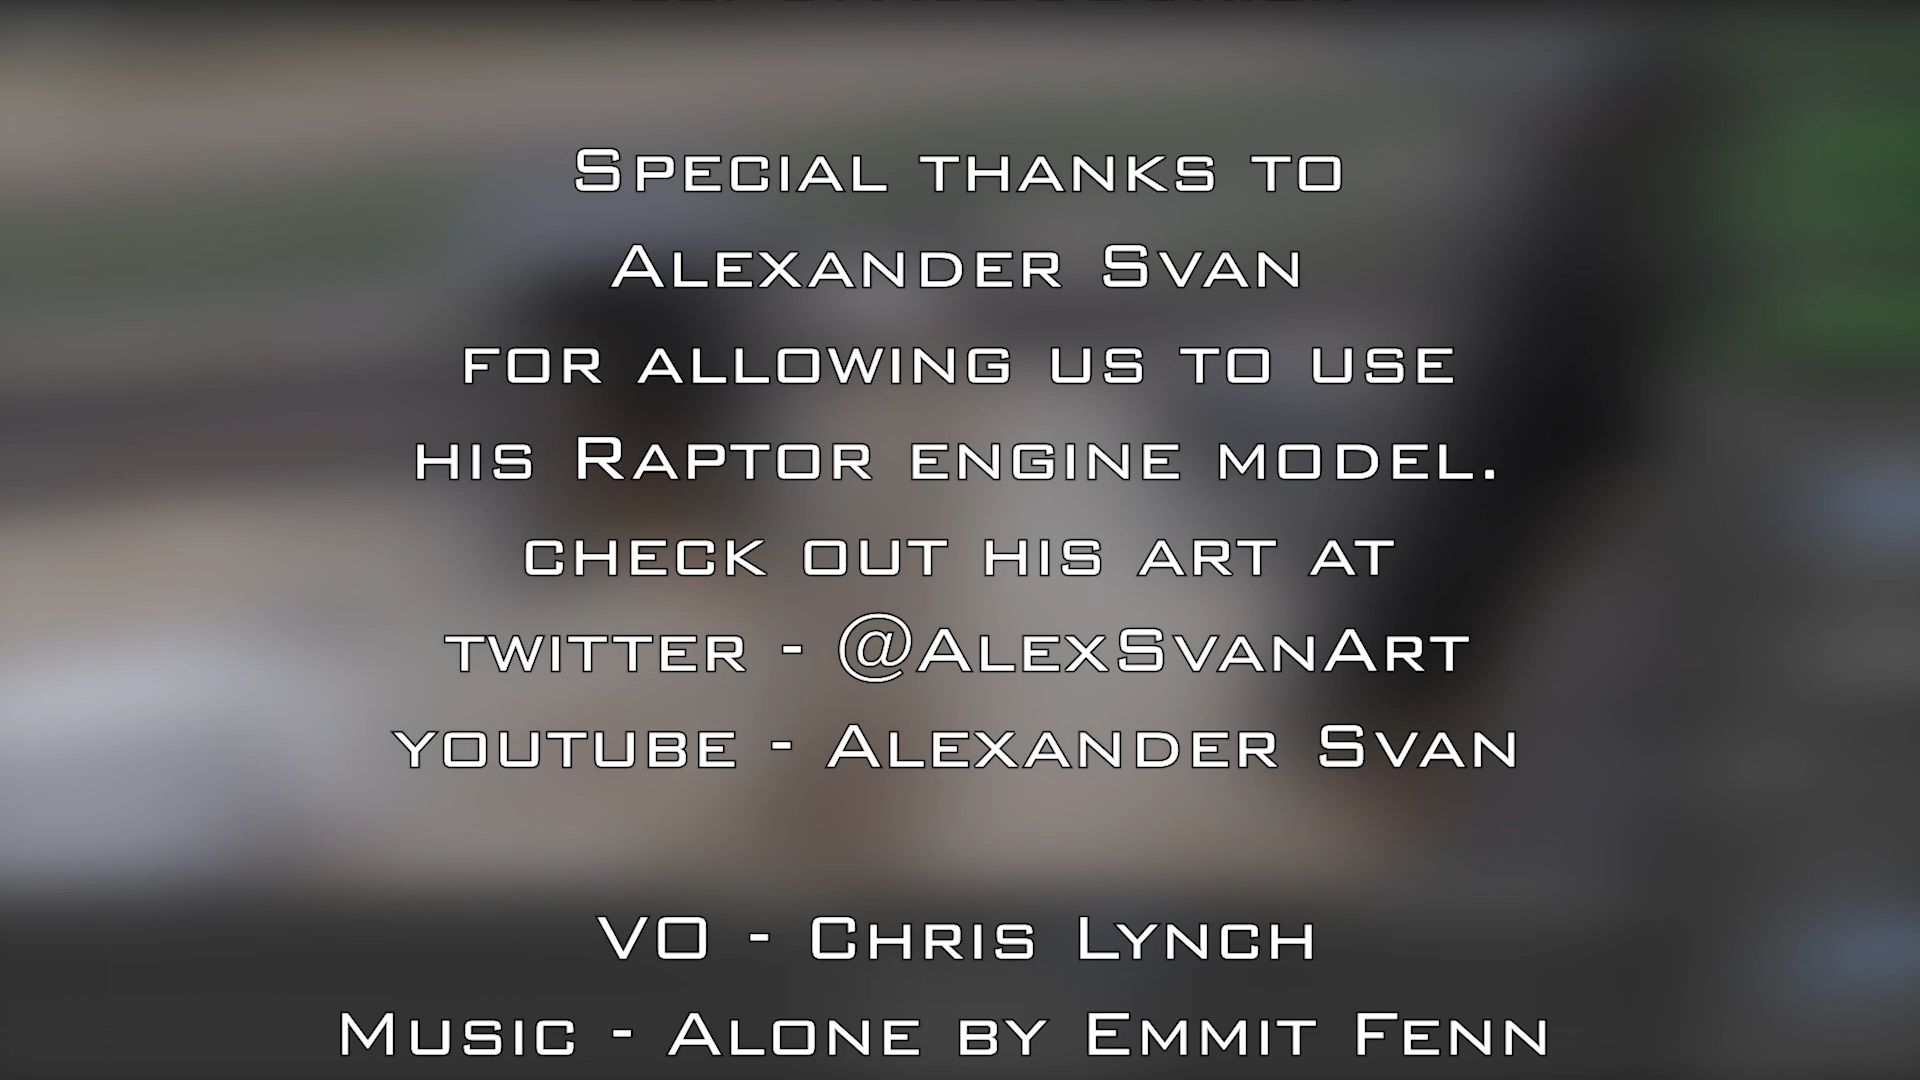 Special thanks to
Alexander Svan
for allowing us to use
his Raptor engine model.
check out his art at
twitter - @AlexSvanArt
youtube - Alexander Svan
VO - Chris Lynch
Music - Alone by Emmit Fenn